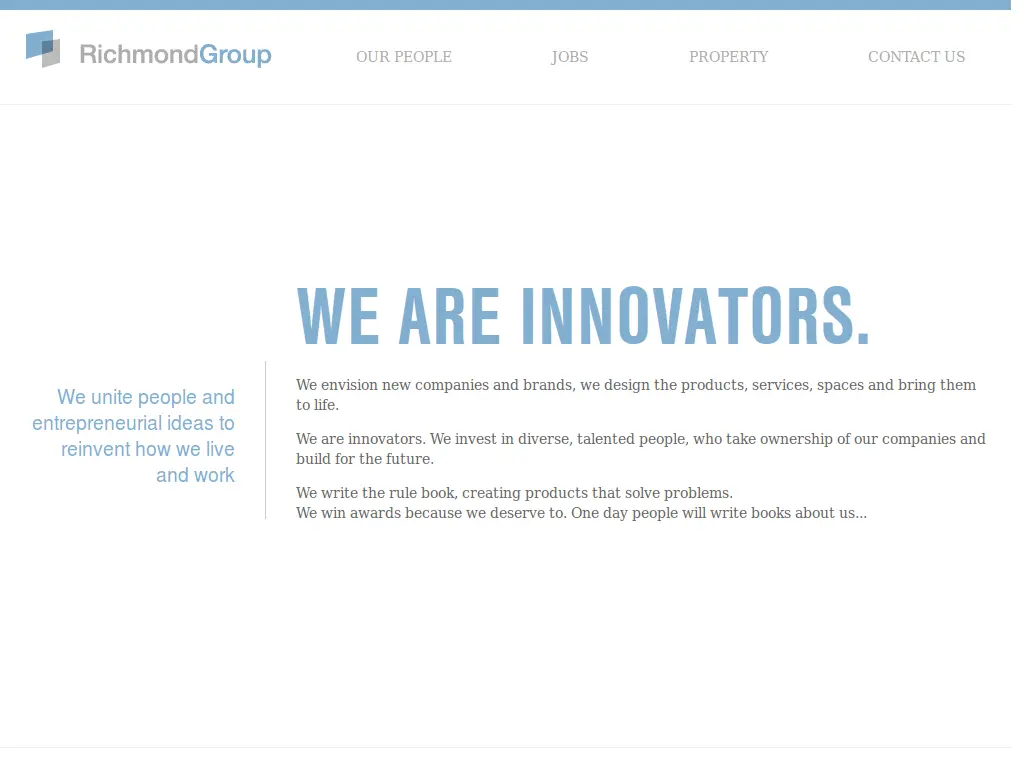 RichmondGroup
OUR PEOPLE
JOBS
PROPERTY
CONTACT US
WE ARE INNOVATORS.
We unite people and
entrepreneurial ideas to
reinvent how we live
and work
We envision new companies and brands, we design the products, services, spaces and bring them
to life.
We are innovators. We invest in diverse, talented people, who take ownership of our companies and
build for the future.
We write the rule book, creating products that solve problems.
We win awards because we deserve to. One day people will write books about us...